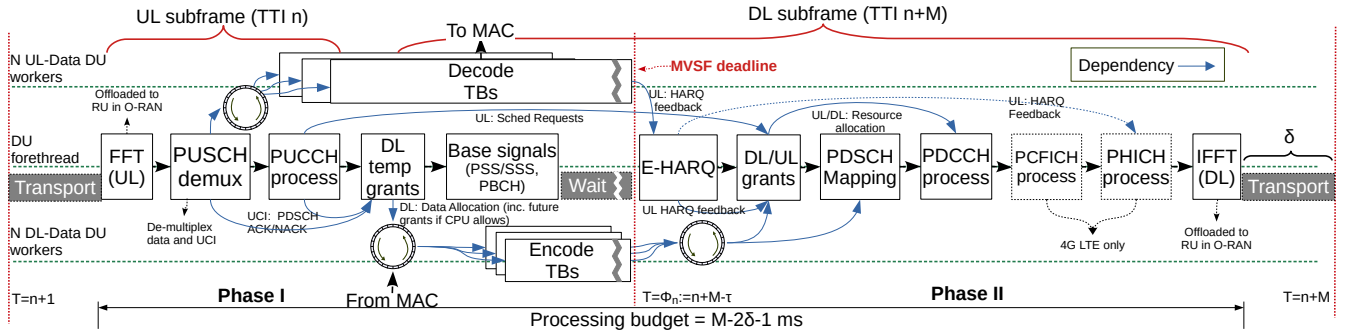 UL subframe (TTI n)
DL subframe (TTI n+M)
To MAC
N UL-Data DU
workers
Decode
TBs
MVSF deadline
Dependency
Offloaded to
RU in O-RAN
UL: HARQ
feedback
UL: HARQ
Feedback
UL: Sched Requests
UL/DL: Resource
allocation
DU
forethread
FFT
(UL)
PUSCH
demux
PUCCH
process
DL
temp
grants
Base signals
(PSS/SSS,
PBCH)
E-HARQ
DL/UL
grants
PDSCH
Mapping
PDCCH
process
PCFICH
process
PHICH
process
IFFT
(DL)
δ
Transport
Wait
Transport
De-multiplex
data and UCI
UCI: PDSCH
ACK/NACK
DL: Data Allocation (inc. future
grants if CPU allows)
UL HARQ feedback
4G LTE only
Offloaded to
RU in O-RAN
N DL-Data DU
workers
Encode
TBs
From MAC
T=n+1
Phase I
T=Φn:=n+M-τ
Phase II
T=n+M
Processing budget = M-2δ-1 ms